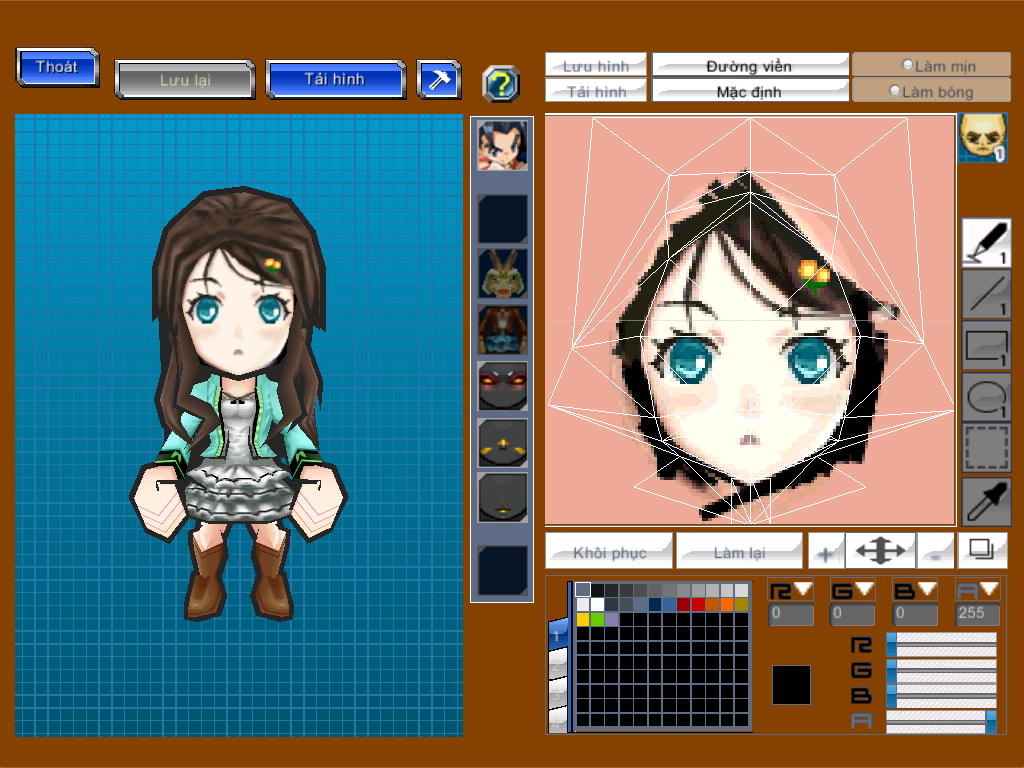 Thoát
Lưu lại
Tải hình
?
Lưu hình
Đường viền
Làm mịn
Tải hình
Mặc định
Làm bóng
1
1
1
1
1
Khôi phục
Làm lại
+
-
R
G
B
A
0
0
0
255
1
R
G
B
A